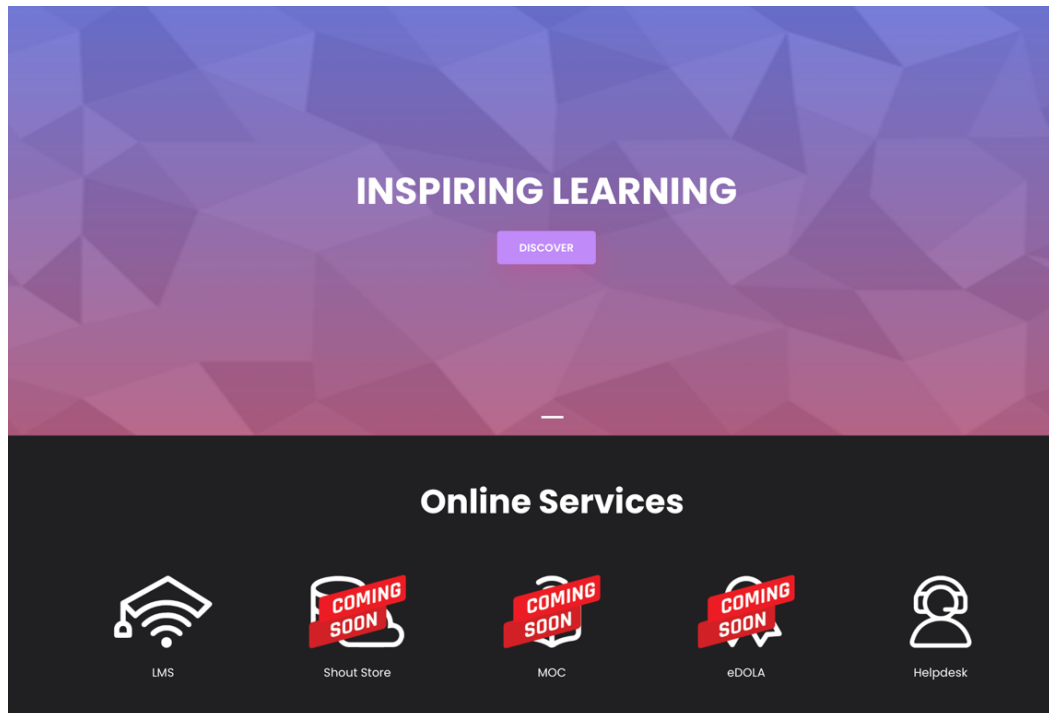 INSPIRING LEARNING
DISCOVER
Online Services
COMING
SOON
COMING
SOON
COMING
SOON
LMS
Shout Store
MOC
eDOLA
Helpdesk